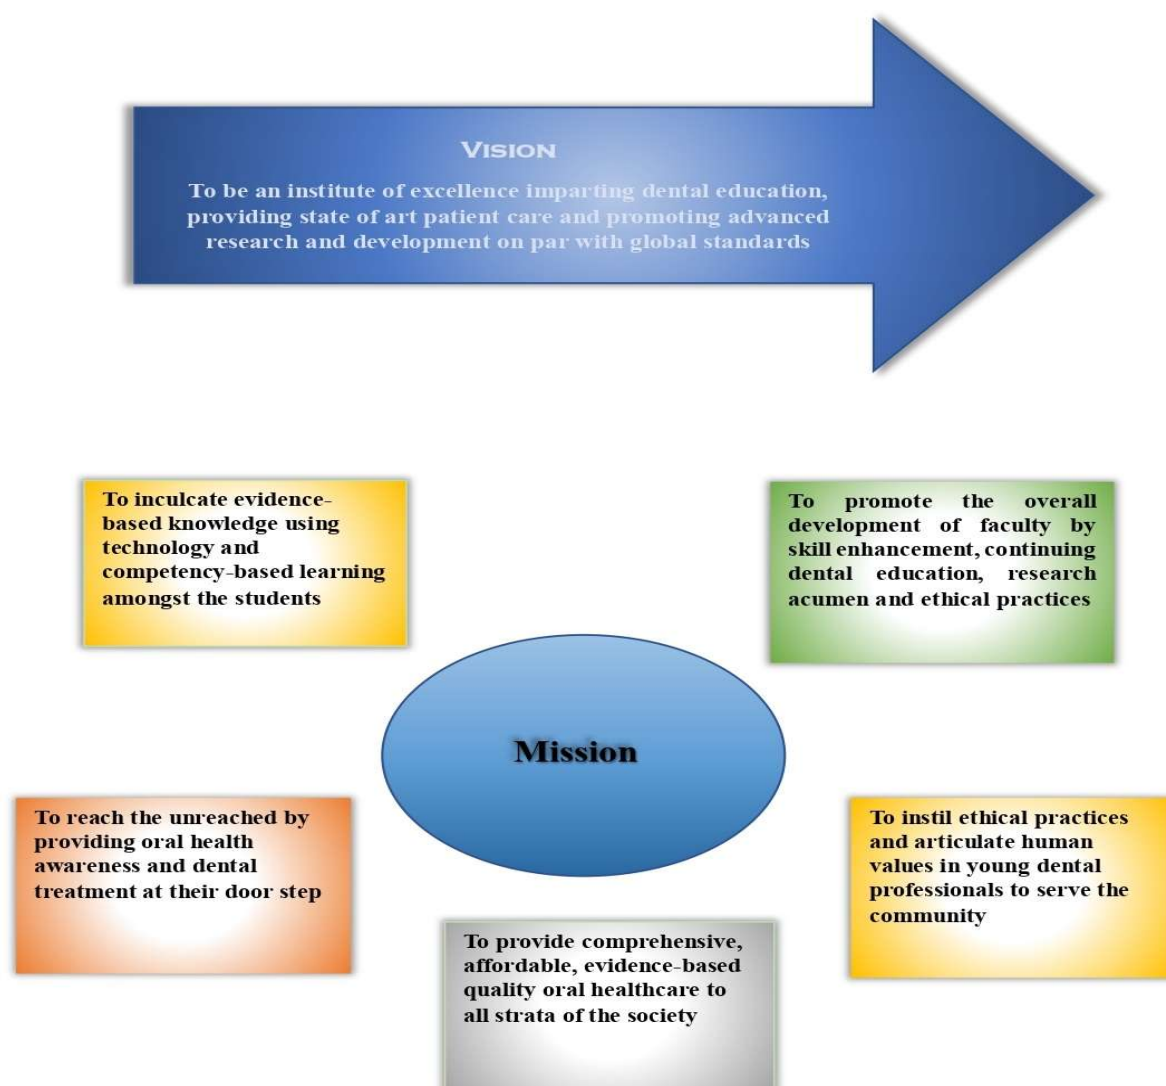 VISION
To be an institute of excellence imparting dental education,
providing state of art patient care and promoting advanced
research and development on par with global standards
To inculcate evidence-
based knowledge using
technology and
competency-based learning
amongst the students
To promote the overall
development of faculty by
skill enhancement, continuing
dental education, research
acumen and ethical practices
Mission
To reach the unreached by
providing oral health
awareness and dental
treatment at their door step
To instil ethical practices
and articulate human
values in young dental
professionals to serve the
community
To provide comprehensive,
affordable, evidence-based
quality oral healthcare to
all strata of the society